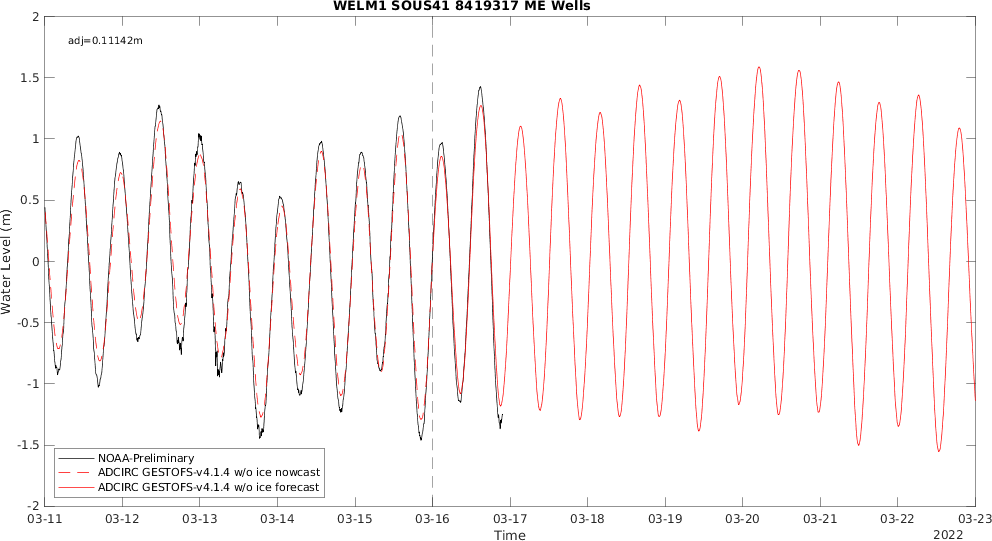 WELM1 SOUS41 8419317 ME Wells
adj=0.11142m
2
1.5
1
0.5
0
-0.5
-1
-1.5
-2
Water Level (m)
NOAA-Preliminary
ADCIRC GESTOFS-v4.1.4 w/o ice nowcast
ADCIRC GESTOFS-v4.1.4 w/o ice forecast
03-11 03-12 03-13 03-14 03-15 03-16 03-17 03-18 03-19 03-20 03-21 03-22 03-23
Time
2022